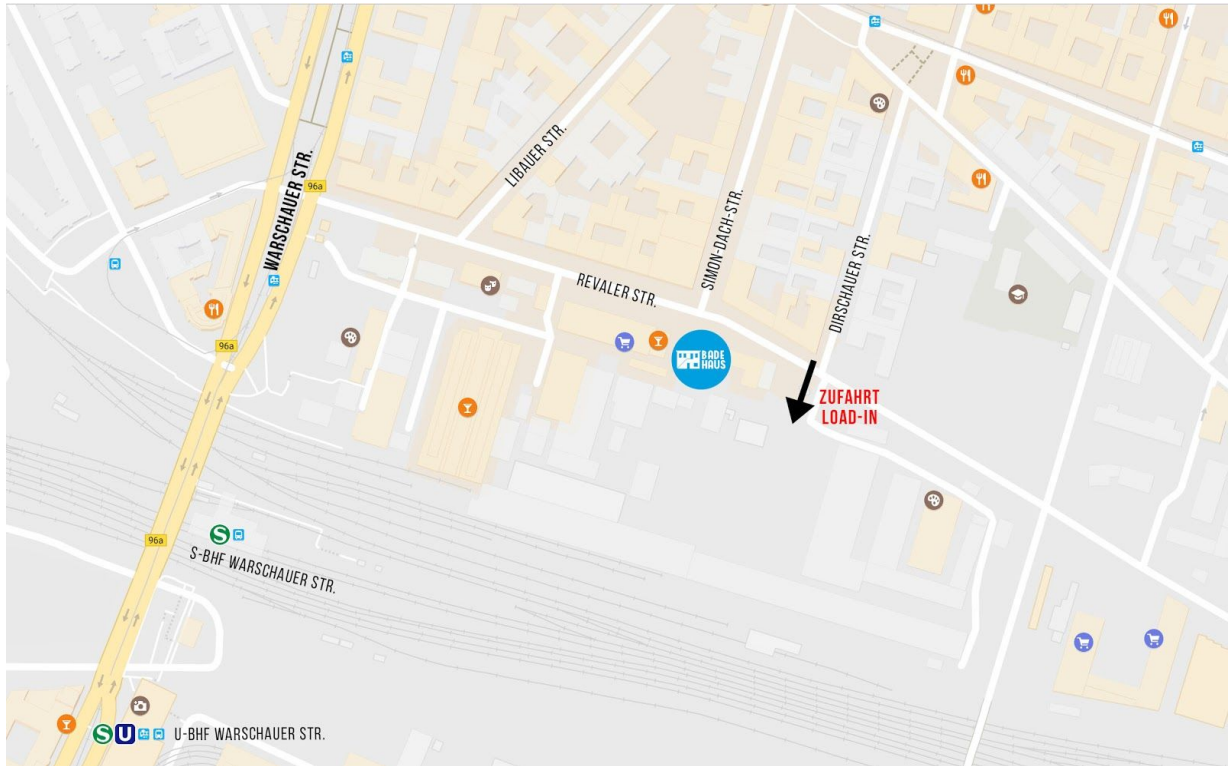 LIBAUER STR.
WARSCHAUER STR.
96a
SIMON-DACH-STR.
DIRSCHAUER STR.
REVALER STR.
96a
BADE
HAUS
ZUFAHRT
LOAD-IN
96a
S
S-BHF WARSCHAUER STR.
S U U-BHF WARSCHAUER STR.